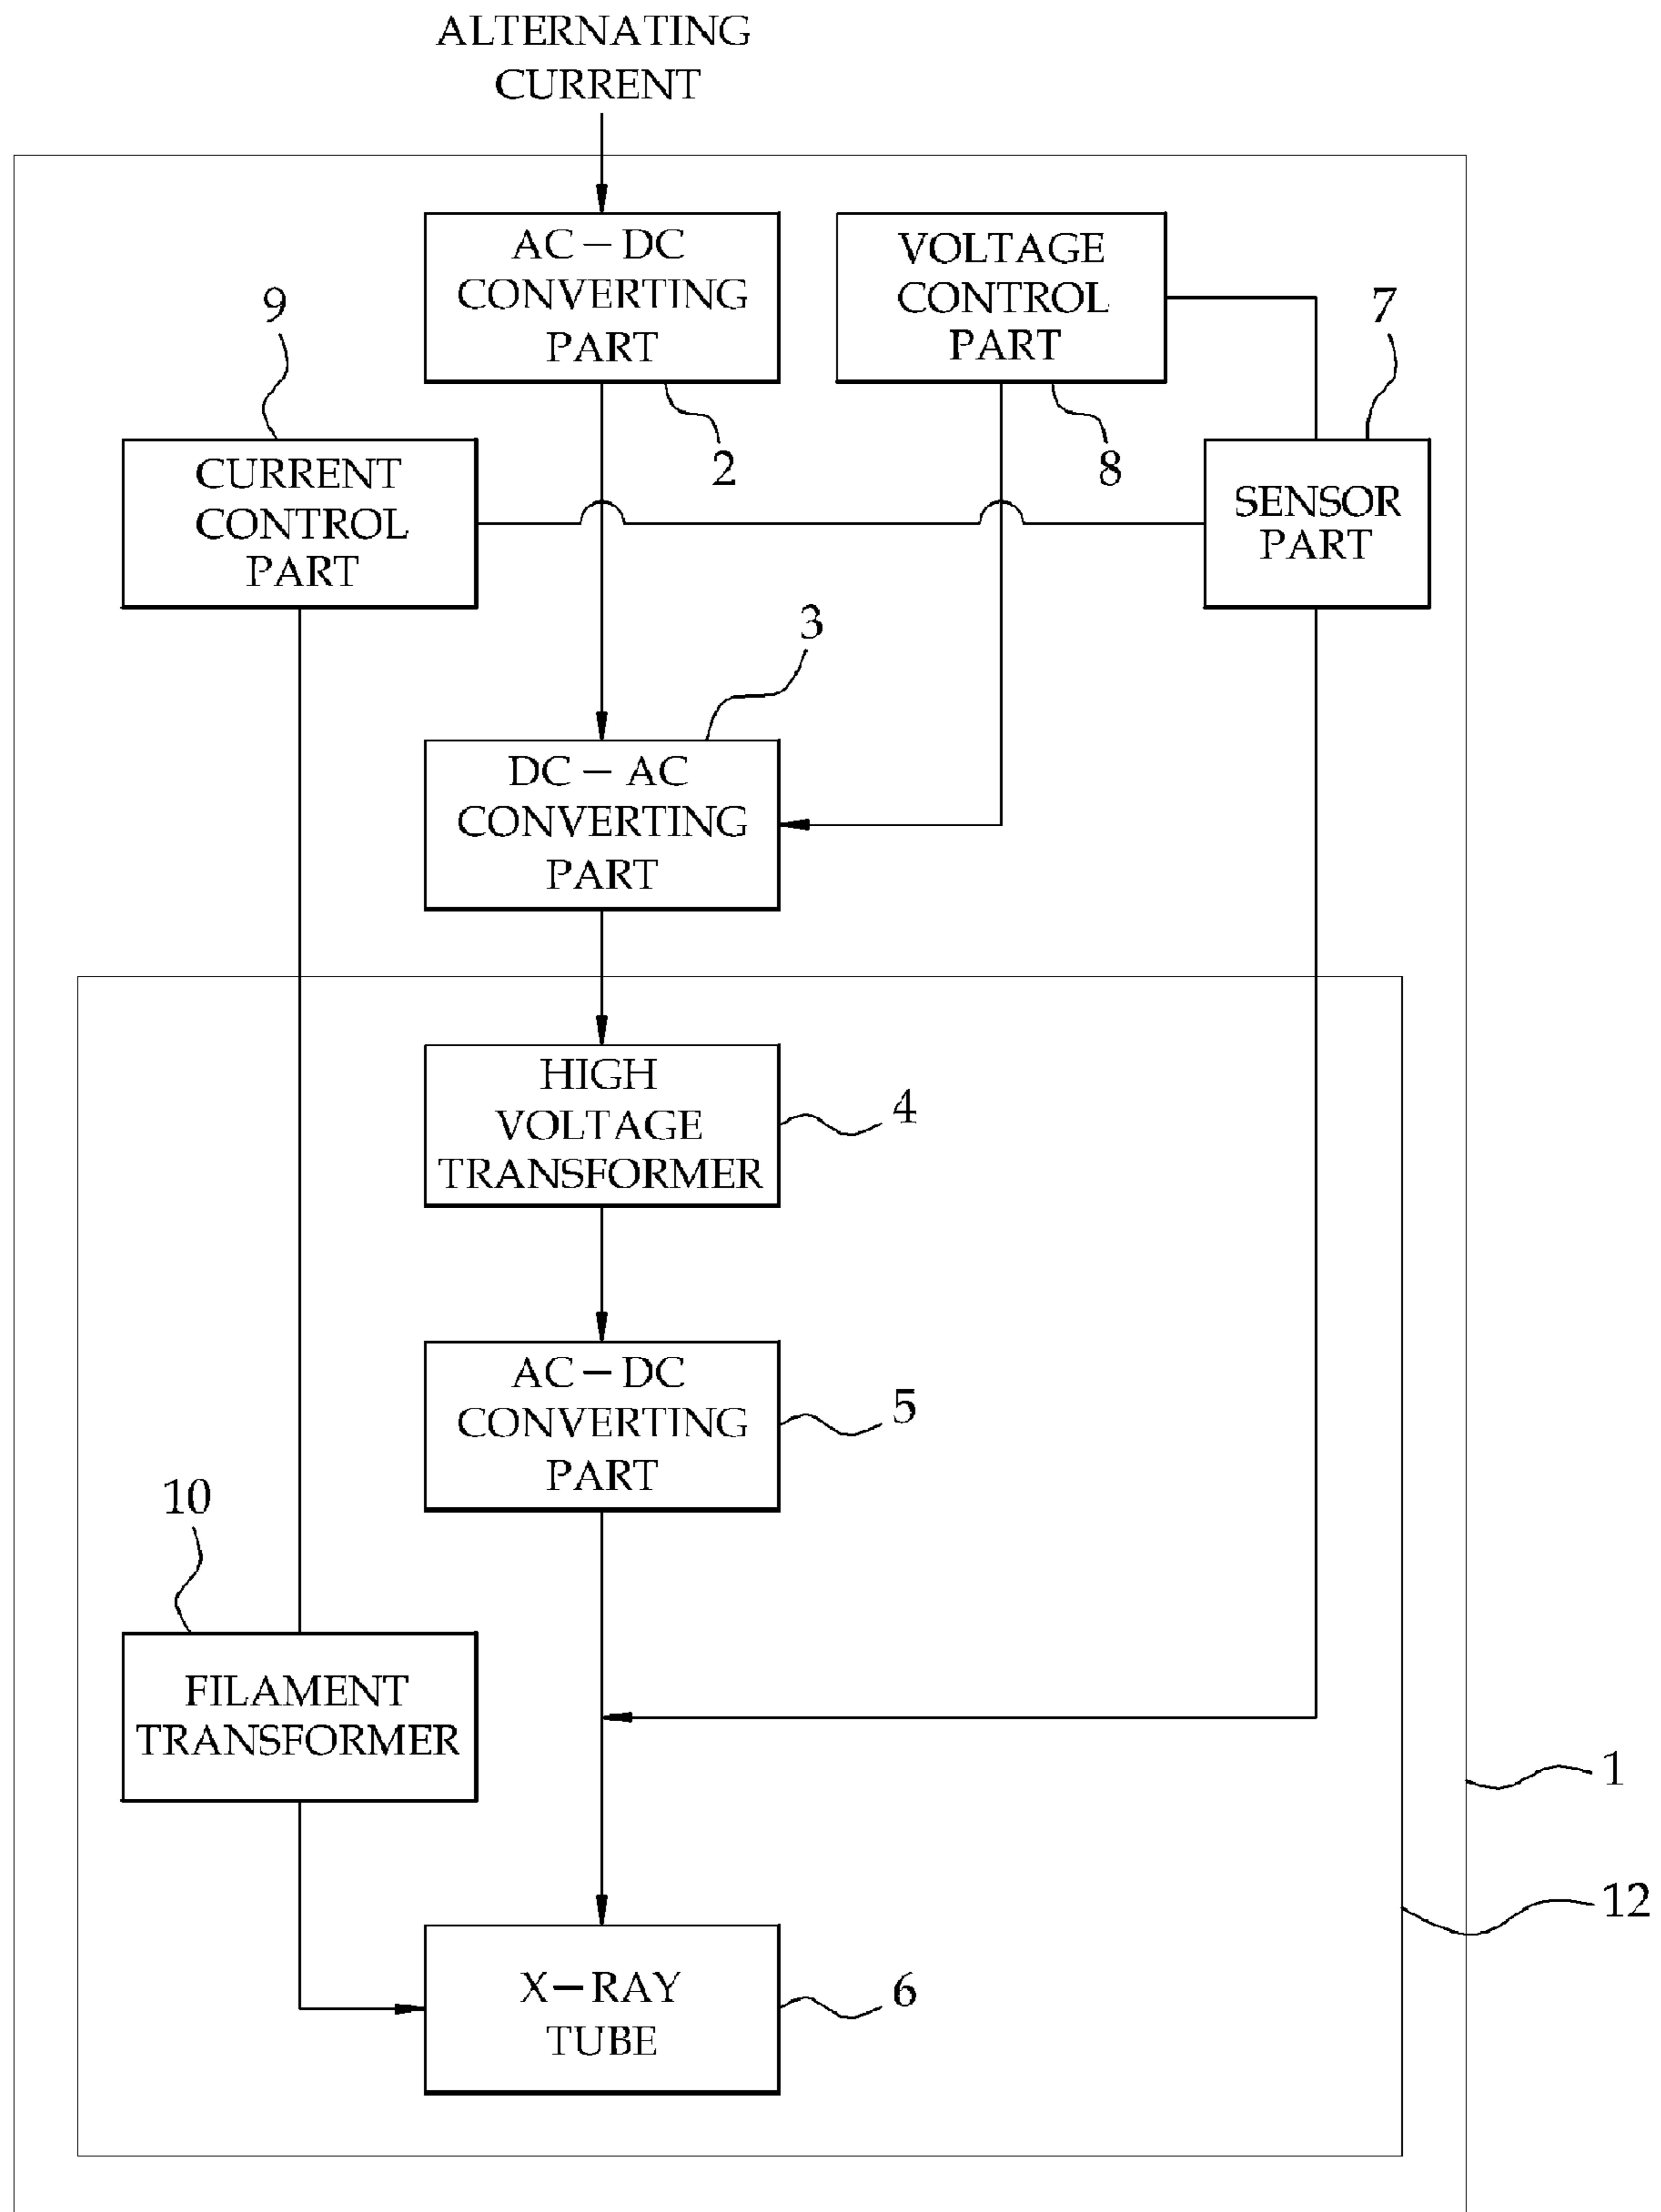 ALTERNATING
CURRENT
AC－DC
CONVERTING
PART
2
VOLTAGE
CONTROL
PART
8
7
SENSOR
PART
9
CURRENT
CONTROL
PART
3
DC－AC
CONVERTING
PART
HIGH
VOLTAGE
TRANSFORMER
4
AC－DC
CONVERTING
PART
5
10
FILAMENT
TRANSFORMER
1
12
X－RAY
TUBE
6